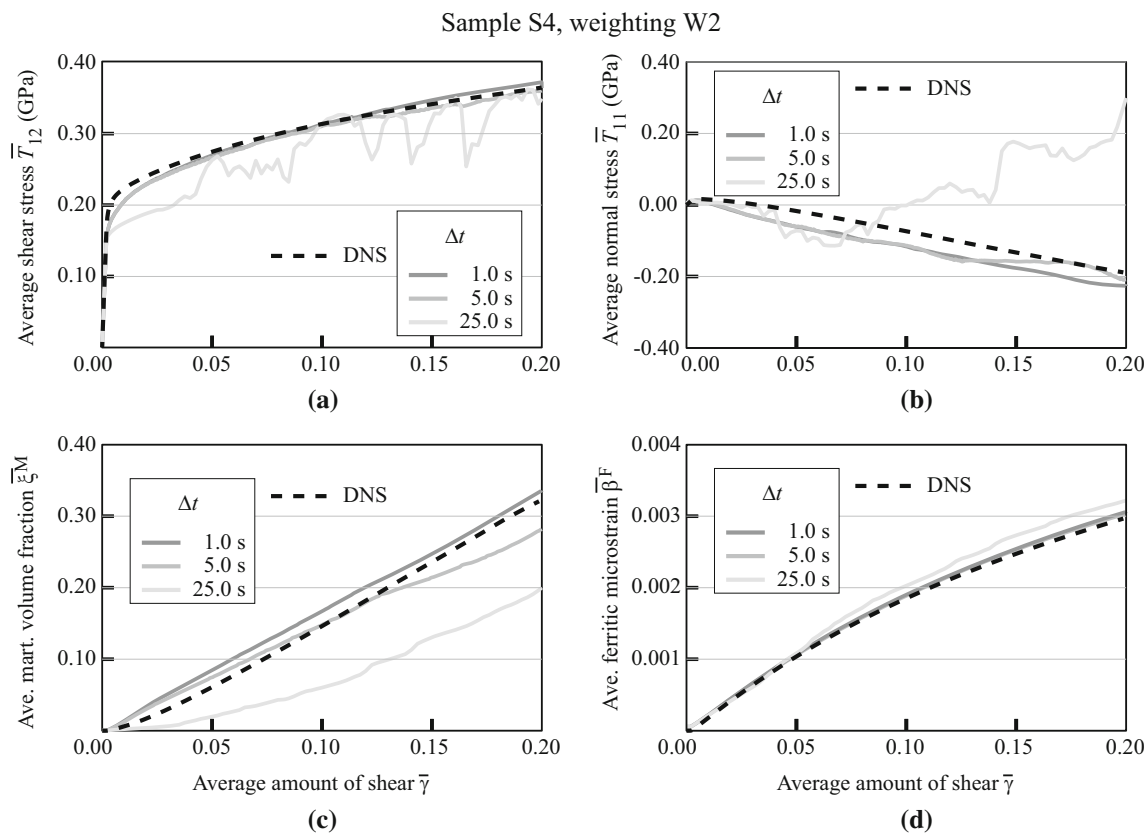 Sample S4, weighting W2
Average shear stress T̅₁₂ (GPa)
0.40
0.30
0.20
0.10
DNS
Δt
1.0 s
5.0 s
25.0 s
0.00
0.05
0.10
0.15
0.20
(a)
Average normal stress T̅₁₁ (GPa)
0.40
0.20
0.00
-0.20
-0.40
Δt
1.0 s
5.0 s
25.0 s
DNS
0.00
0.05
0.10
0.15
0.20
(b)
Ave. mart. volume fraction ξ̅ᴹ
0.40
0.30
0.20
0.10
Δt
1.0 s
5.0 s
25.0 s
DNS
0.00
0.05
0.10
0.15
0.20
Average amount of shear γ̅
(c)
Ave. ferritic microstrain β̅ᶠ
0.004
0.003
0.002
0.001
Δt
1.0 s
5.0 s
25.0 s
DNS
0.00
0.05
0.10
0.15
0.20
Average amount of shear γ̅
(d)